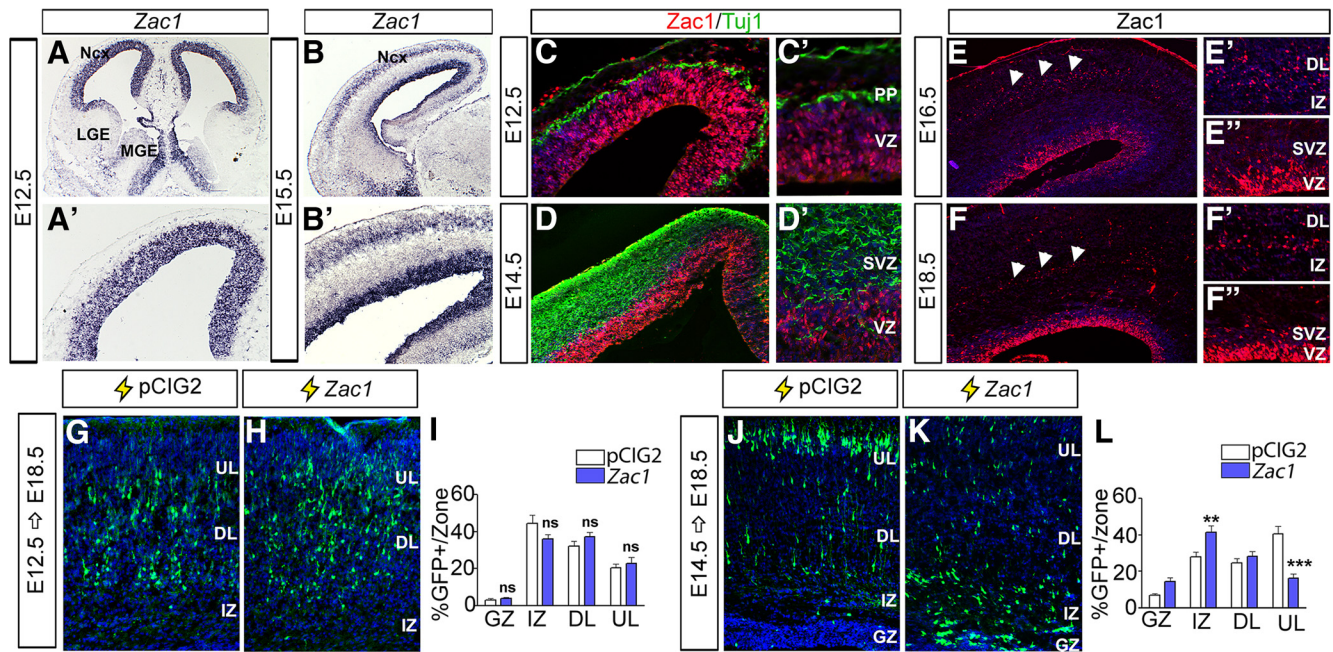 Zac1
Zac1
Zac1/Tuj1
Zac1
E12.5
A
Ncx
LGE
MGE
A'
E15.5
B
Ncx
B'
E12.5
C
C'
PP
VZ
E14.5
D
D'
SVZ
VZ
E16.5
E
E'
DL
IZ
E''
SVZ
VZ
E18.5
F
F'
DL
IZ
F''
SVZ
VZ
E12.5 ⇨ E18.5
pCIG2
Zac1
G
UL
DL
IZ
H
UL
DL
IZ
I
pCIG2
Zac1
%GFP+/Zone
60
40
20
0
ns
ns
ns
ns
GZ IZ DL UL
E14.5 ⇨ E18.5
pCIG2
Zac1
J
UL
DL
IZ
GZ
K
UL
DL
IZ
GZ
L
pCIG2
Zac1
%GFP+/zone
60
40
20
0
**
***
GZ IZ DL UL